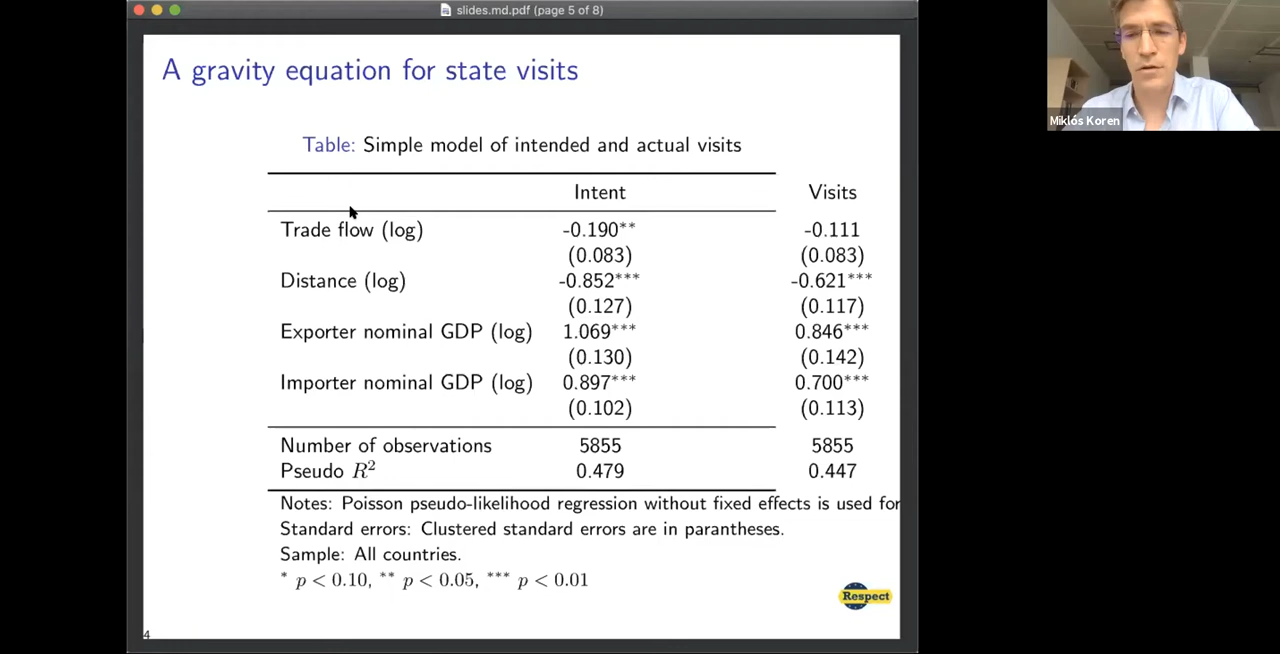 slides.md.pdf (page 5 of 8)
A gravity equation for state visits
Table: Simple model of intended and actual visits
Intent Visits
Trade flow (log) -0.190** -0.111
(0.083) (0.083)
Distance (log) -0.852*** -0.621***
(0.127) (0.117)
Exporter nominal GDP (log) 1.069*** 0.846***
(0.130) (0.142)
Importer nominal GDP (log) 0.897*** 0.700***
(0.102) (0.113)
Number of observations 5855 5855
Pseudo R² 0.479 0.447
Notes: Poisson pseudo-likelihood regression without fixed effects is used for
Standard errors: Clustered standard errors are in parantheses.
Sample: All countries.
* p < 0.10, ** p < 0.05, *** p < 0.01
Respect
4
Miklós Koren